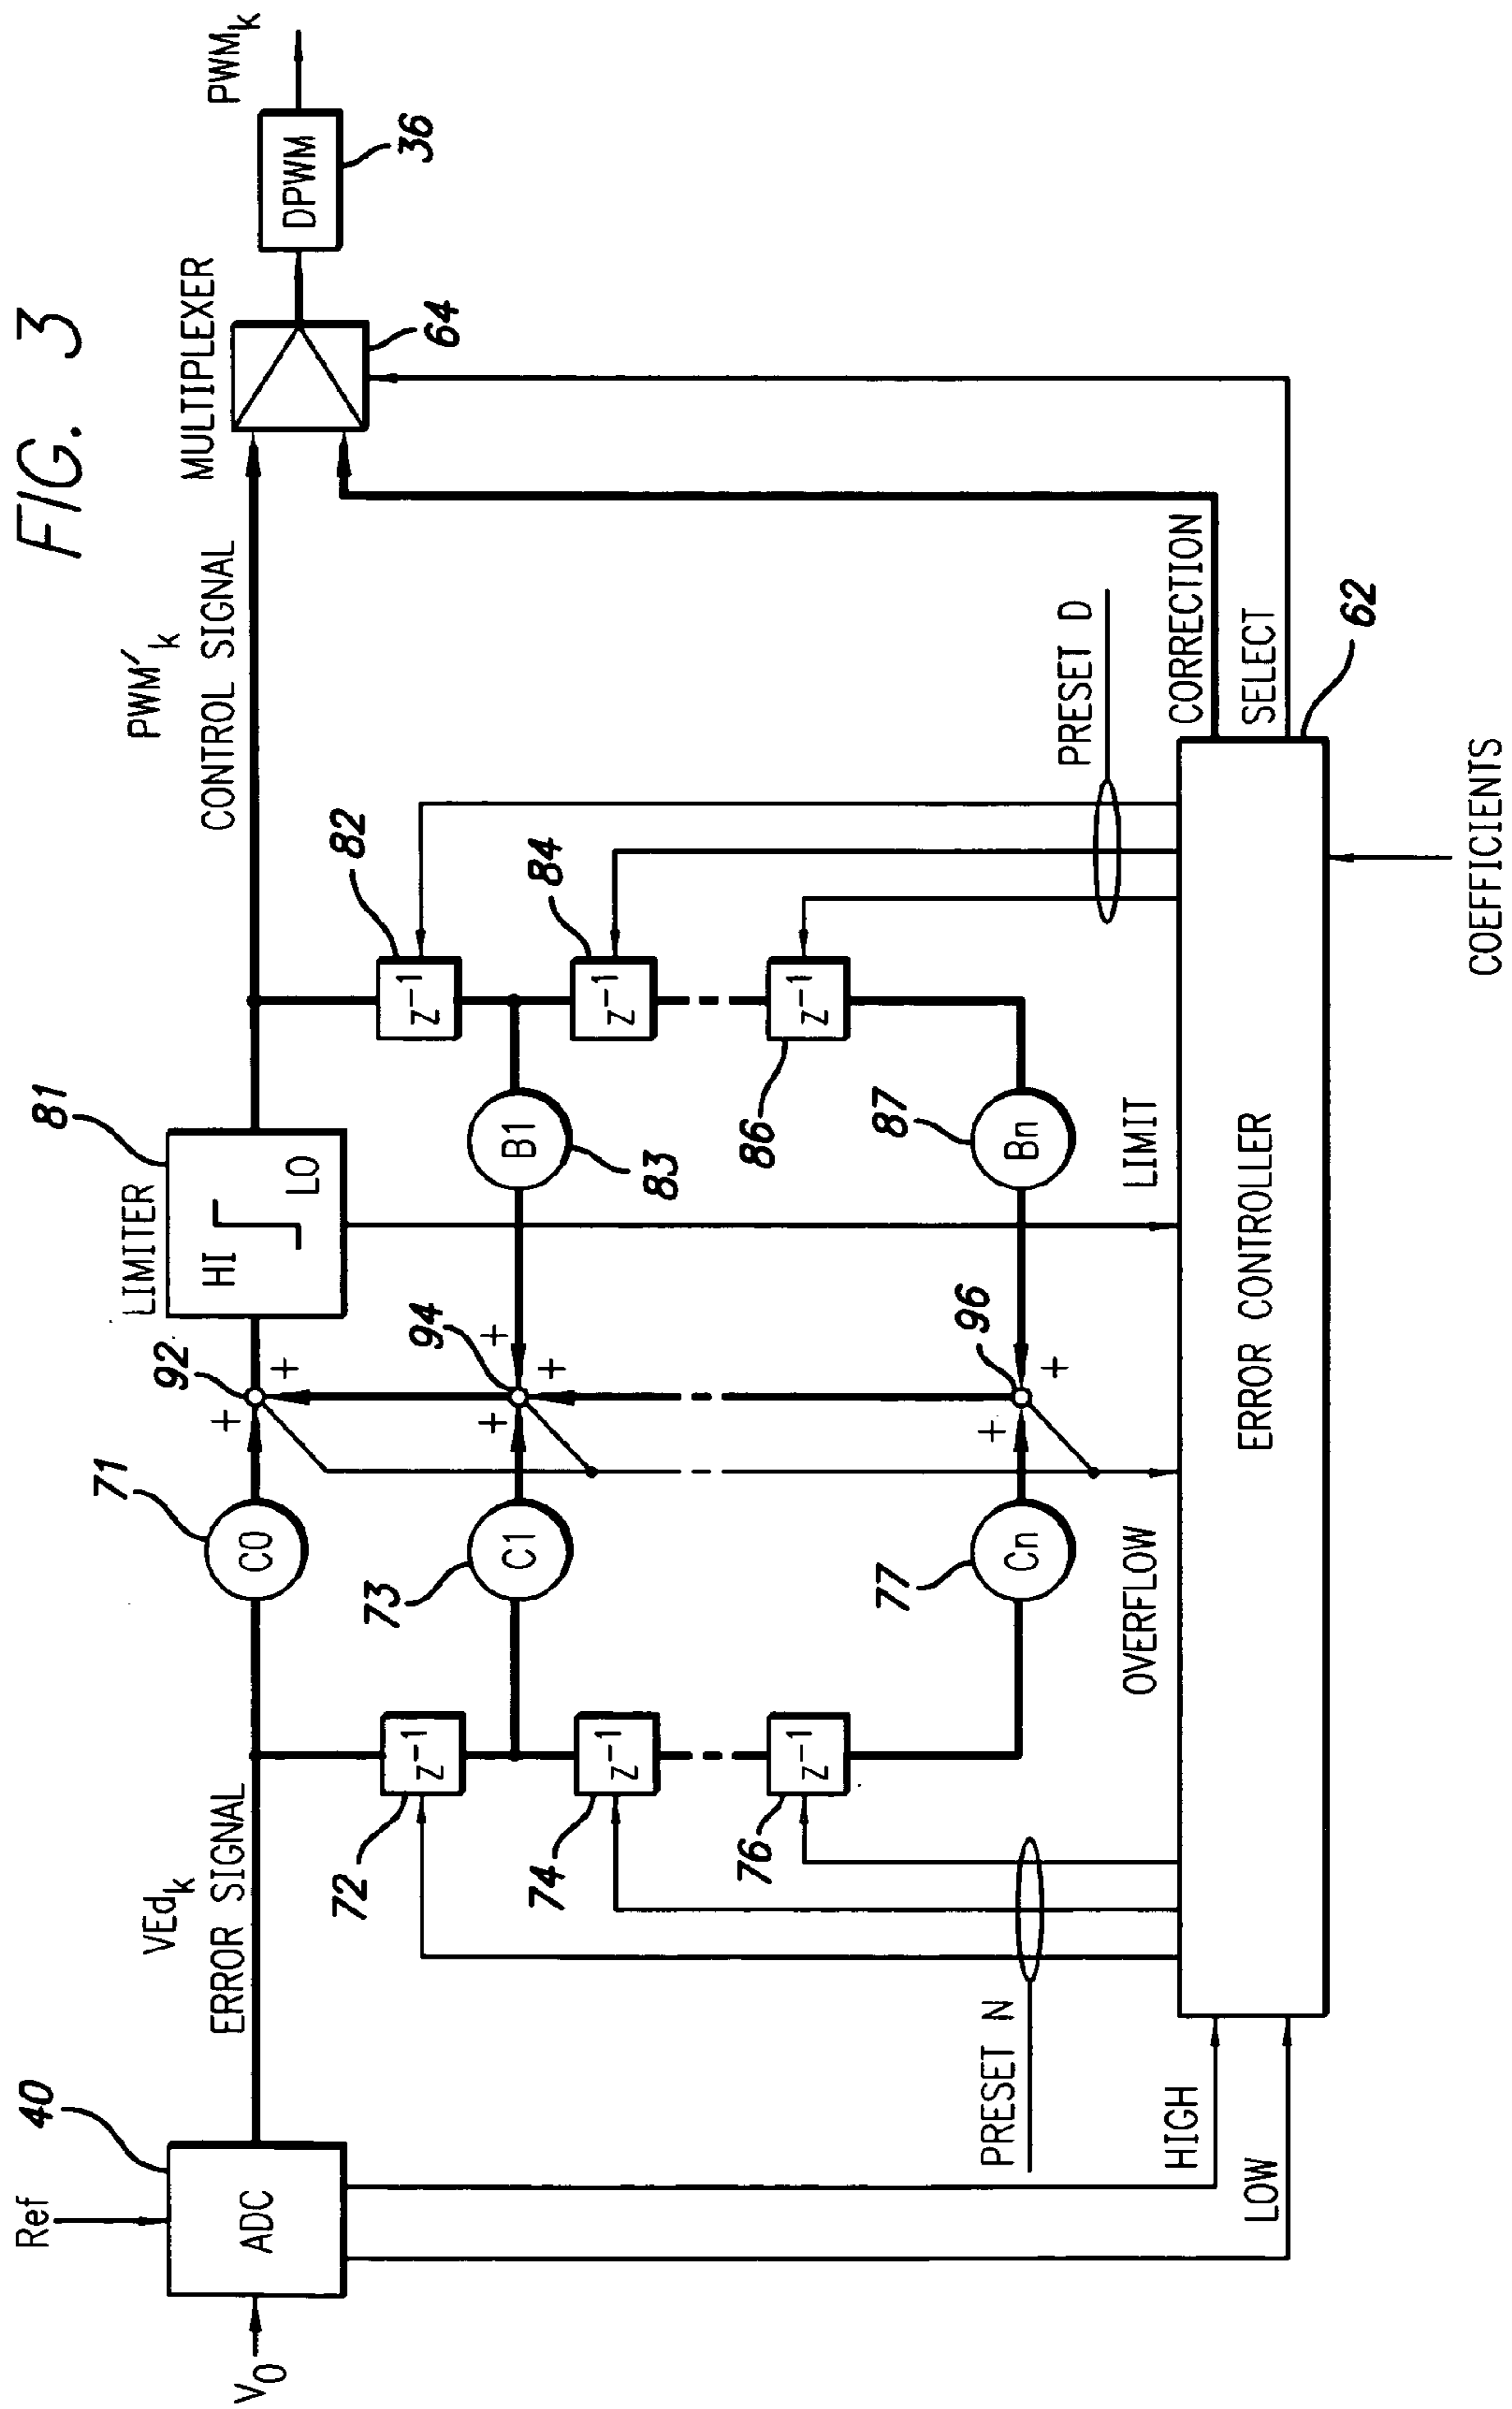 FIG. 3
Ref
40
ADC
V0
VEdk
ERROR SIGNAL
71
C0
92
+
+
LIMITER
81
HI
LO
PWM'k
CONTROL SIGNAL
MULTIPLEXER
64
DPWM
36
PWMk
72
z-1
73
C1
94
+
+
+
B1
83
z-1
82
74
z-1
z-1
84
76
z-1
77
Cn
96
+
+
87
Bn
z-1
86
PRESET N
PRESET D
HIGH
LOW
OVERFLOW
LIMIT
CORRECTION
SELECT
ERROR CONTROLLER
62
COEFFICIENTS